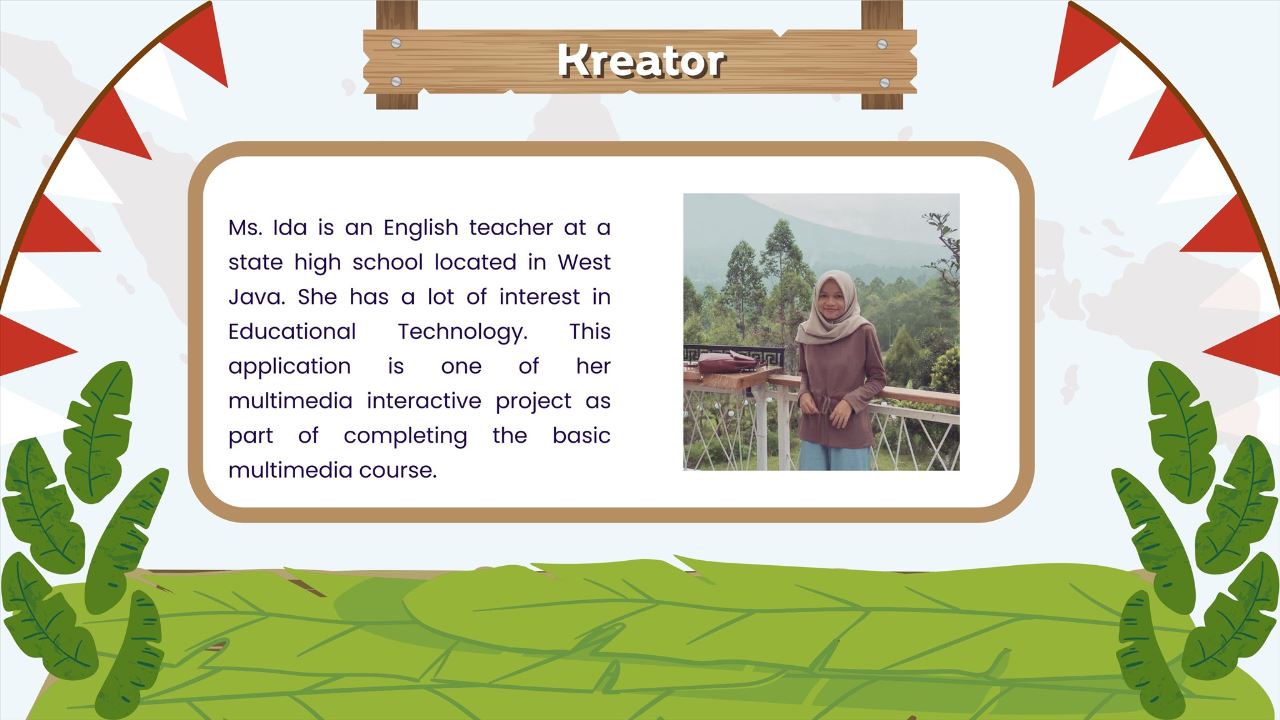 Kreator
Ms. Ida is an English teacher at a
state high school located in West
Java. She has a lot of interest in
Educational Technology. This
application is one of her
multimedia interactive project as
part of completing the basic
multimedia course.